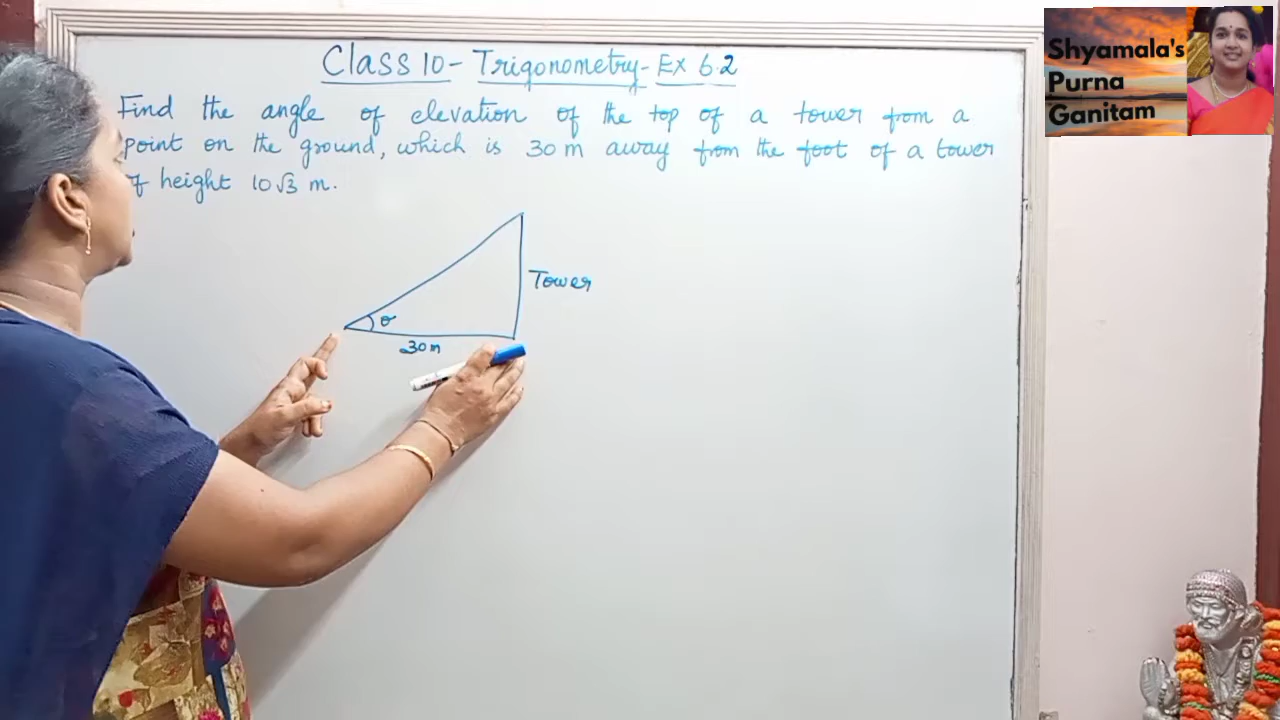 Class 10 - Trigonometry - Ex 6.2
Find the angle of elevation of the top of a tower from a
point on the ground, which is 30 m away from the foot of a tower
of height 10√3 m.
Tower
θ
30 m
Shyamala's
Purna
Ganitam